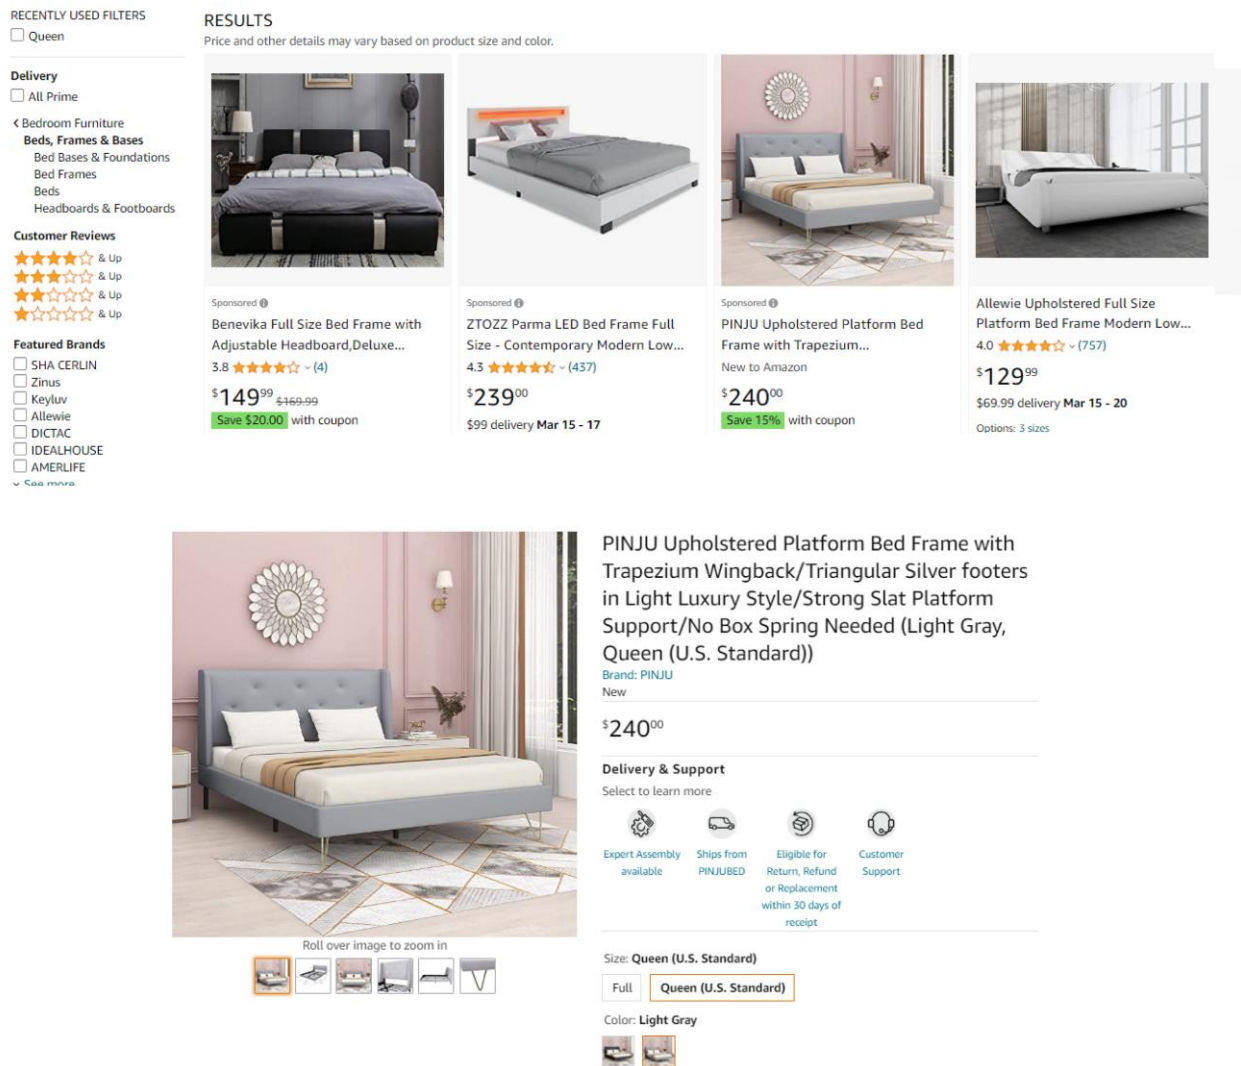 RECENTLY USED FILTERS
Queen
Delivery
All Prime
Bedroom Furniture
Beds, Frames & Bases
Bed Bases & Foundations
Bed Frames
Beds
Headboards & Footboards
Customer Reviews
& Up
& Up
& Up
& Up
Featured Brands
SHA CERLIN
Zinus
Keyluv
Allewie
DICTAC
IDEALHOUSE
AMERLIFE
See more
RESULTS
Price and other details may vary based on product size and color.
Sponsored
Benevika Full Size Bed Frame with
Adjustable Headboard,Deluxe...
3.8 (4)
$149.99 $169.99
Save $20.00 with coupon
Sponsored
ZTOZZ Parma LED Bed Frame Full
Size - Contemporary Modern Low...
4.3 (437)
$239.00
$99 delivery Mar 15 - 17
Sponsored
PINJU Upholstered Platform Bed
Frame with Trapezium...
New to Amazon
$240.00
Save 15% with coupon
Allewie Upholstered Full Size
Platform Bed Frame Modern Low...
4.0 (757)
$129.99
$69.99 delivery Mar 15 - 20
Options: 3 sizes
Roll over image to zoom in
PINJU Upholstered Platform Bed Frame with
Trapezium Wingback/Triangular Silver footers
in Light Luxury Style/Strong Slat Platform
Support/No Box Spring Needed (Light Gray,
Queen (U.S. Standard))
Brand: PINJU
New
$240.00
Delivery & Support
Select to learn more
Expert Assembly
available
Ships from
PINJUBED
Eligible for
Return, Refund
or Replacement
within 30 days of
receipt
Customer
Support
Size: Queen (U.S. Standard)
Full
Queen (U.S. Standard)
Color: Light Gray